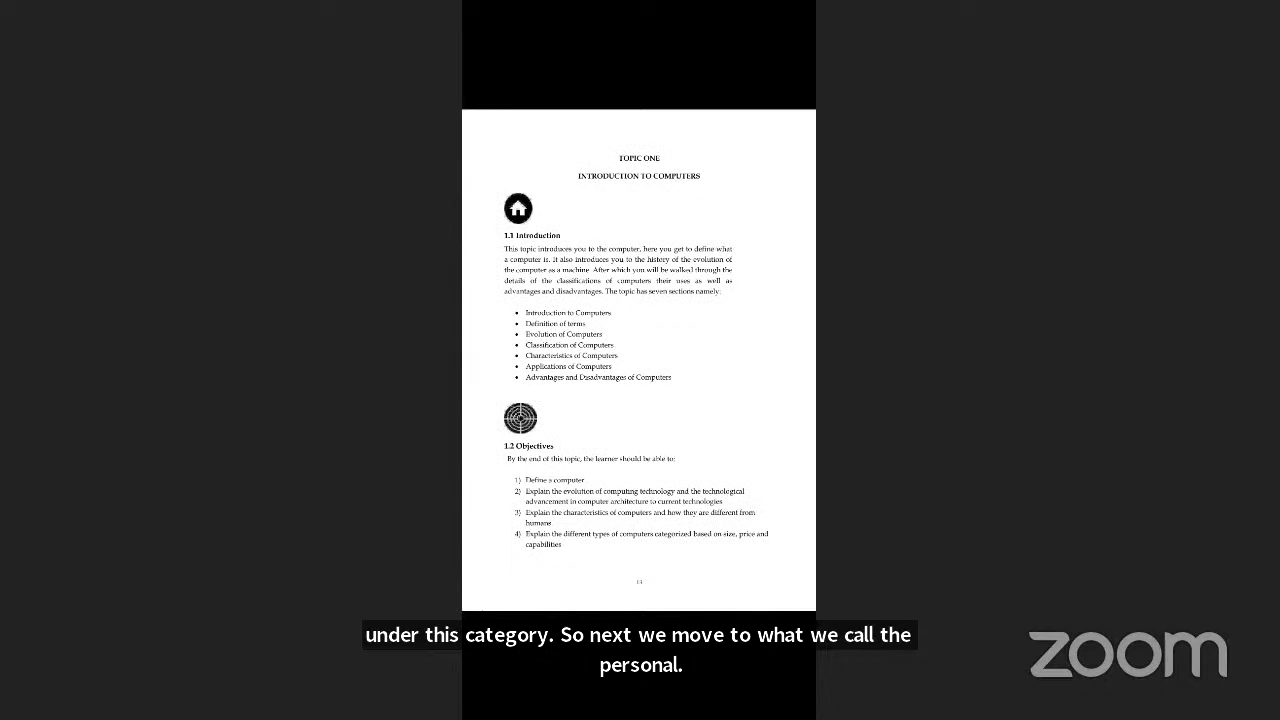 TOPIC ONE
INTRODUCTION TO COMPUTERS
1.1 Introduction
This topic introduces you to the computer, here you get to define what
a computer is. It also introduces you to the history of the evolution of
the computer as a machine. After which you will be walked through the
details of the classifications of computers their uses as well as
advantages and disadvantages. The topic has seven sections namely:
• Introduction to Computers
• Definition of terms
• Evolution of Computers
• Classification of Computers
• Characteristics of Computers
• Applications of Computers
• Advantages and Disadvantages of Computers
1.2 Objectives
By the end of this topic, the learner should be able to:
1) Define a computer
2) Explain the evolution of computing technology and the technological
advancement in computer architecture to current technologies
3) Explain the characteristics of computers and how they are different from
humans
4) Explain the different types of computers categorized based on size, price and
capabilities
13
under this category. So next we move to what we call the
personal.
zoom